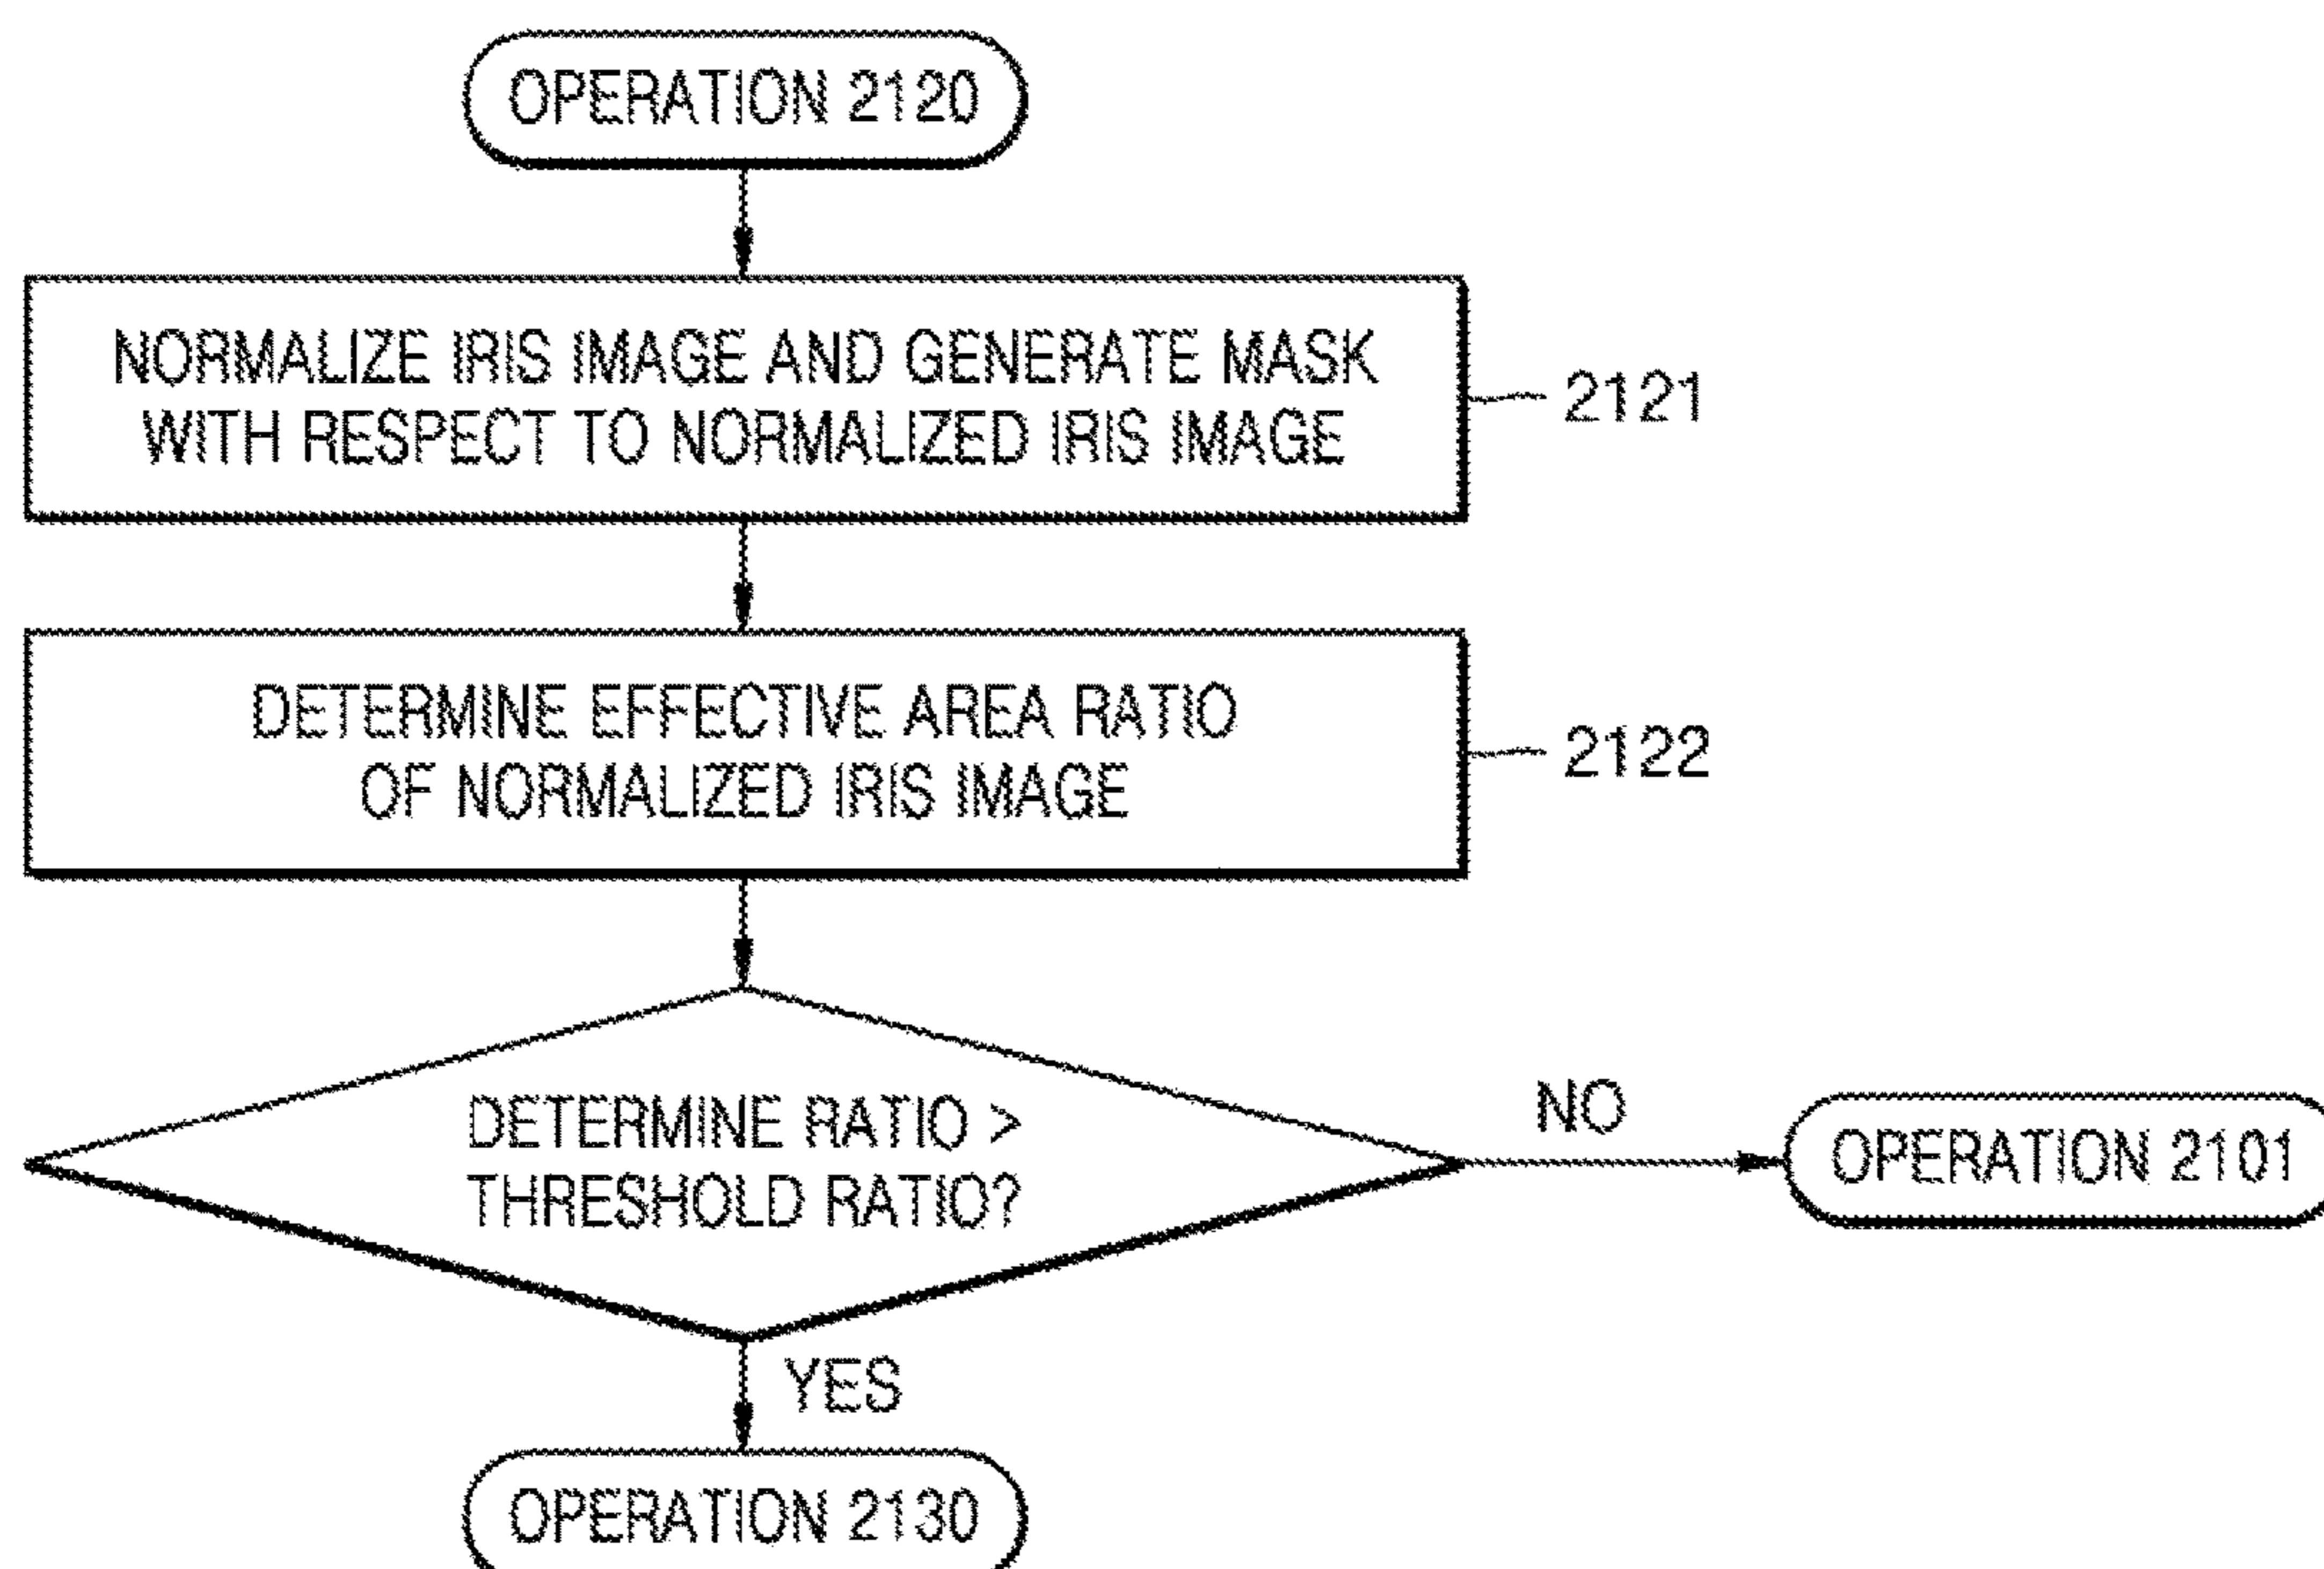 OPERATION 2120
NORMALIZE IRIS IMAGE AND GENERATE MASK
WITH RESPECT TO NORMALIZED IRIS IMAGE
2121
DETERMINE EFFECTIVE AREA RATIO
OF NORMALIZED IRIS IMAGE
2122
DETERMINE RATIO >
THRESHOLD RATIO?
NO
OPERATION 2101
YES
OPERATION 2130